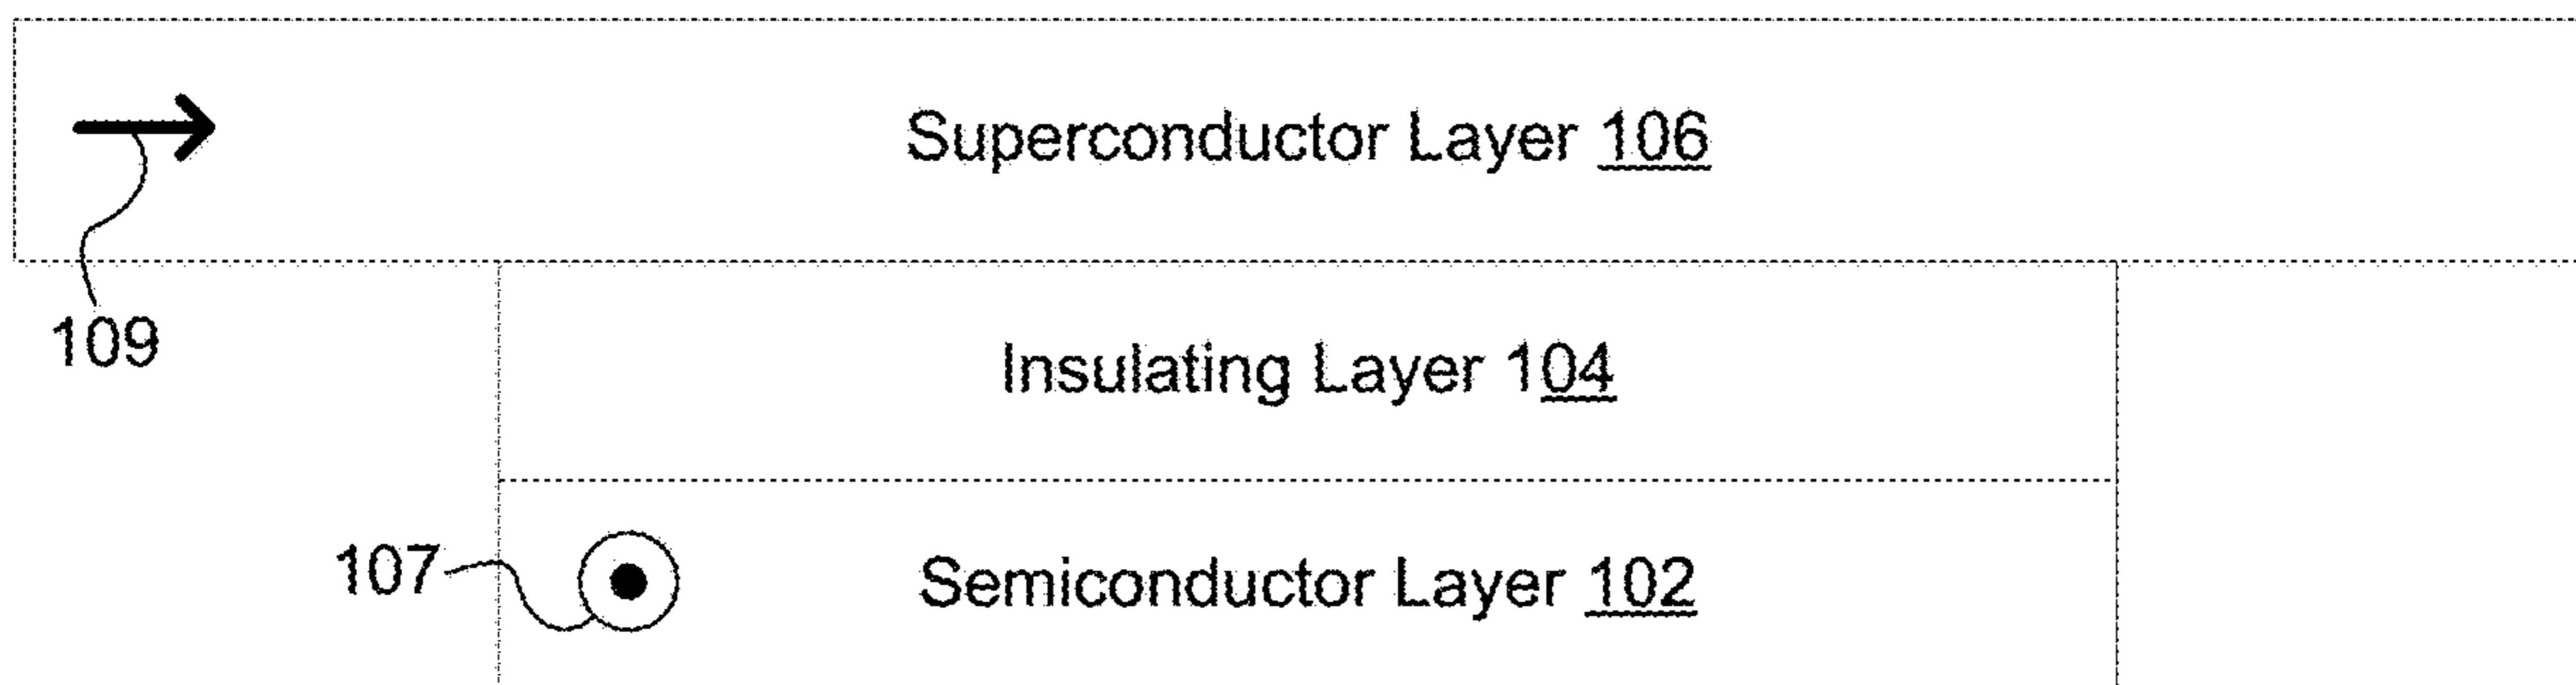 Superconductor Layer 106
109
Insulating Layer 104
107
Semiconductor Layer 102